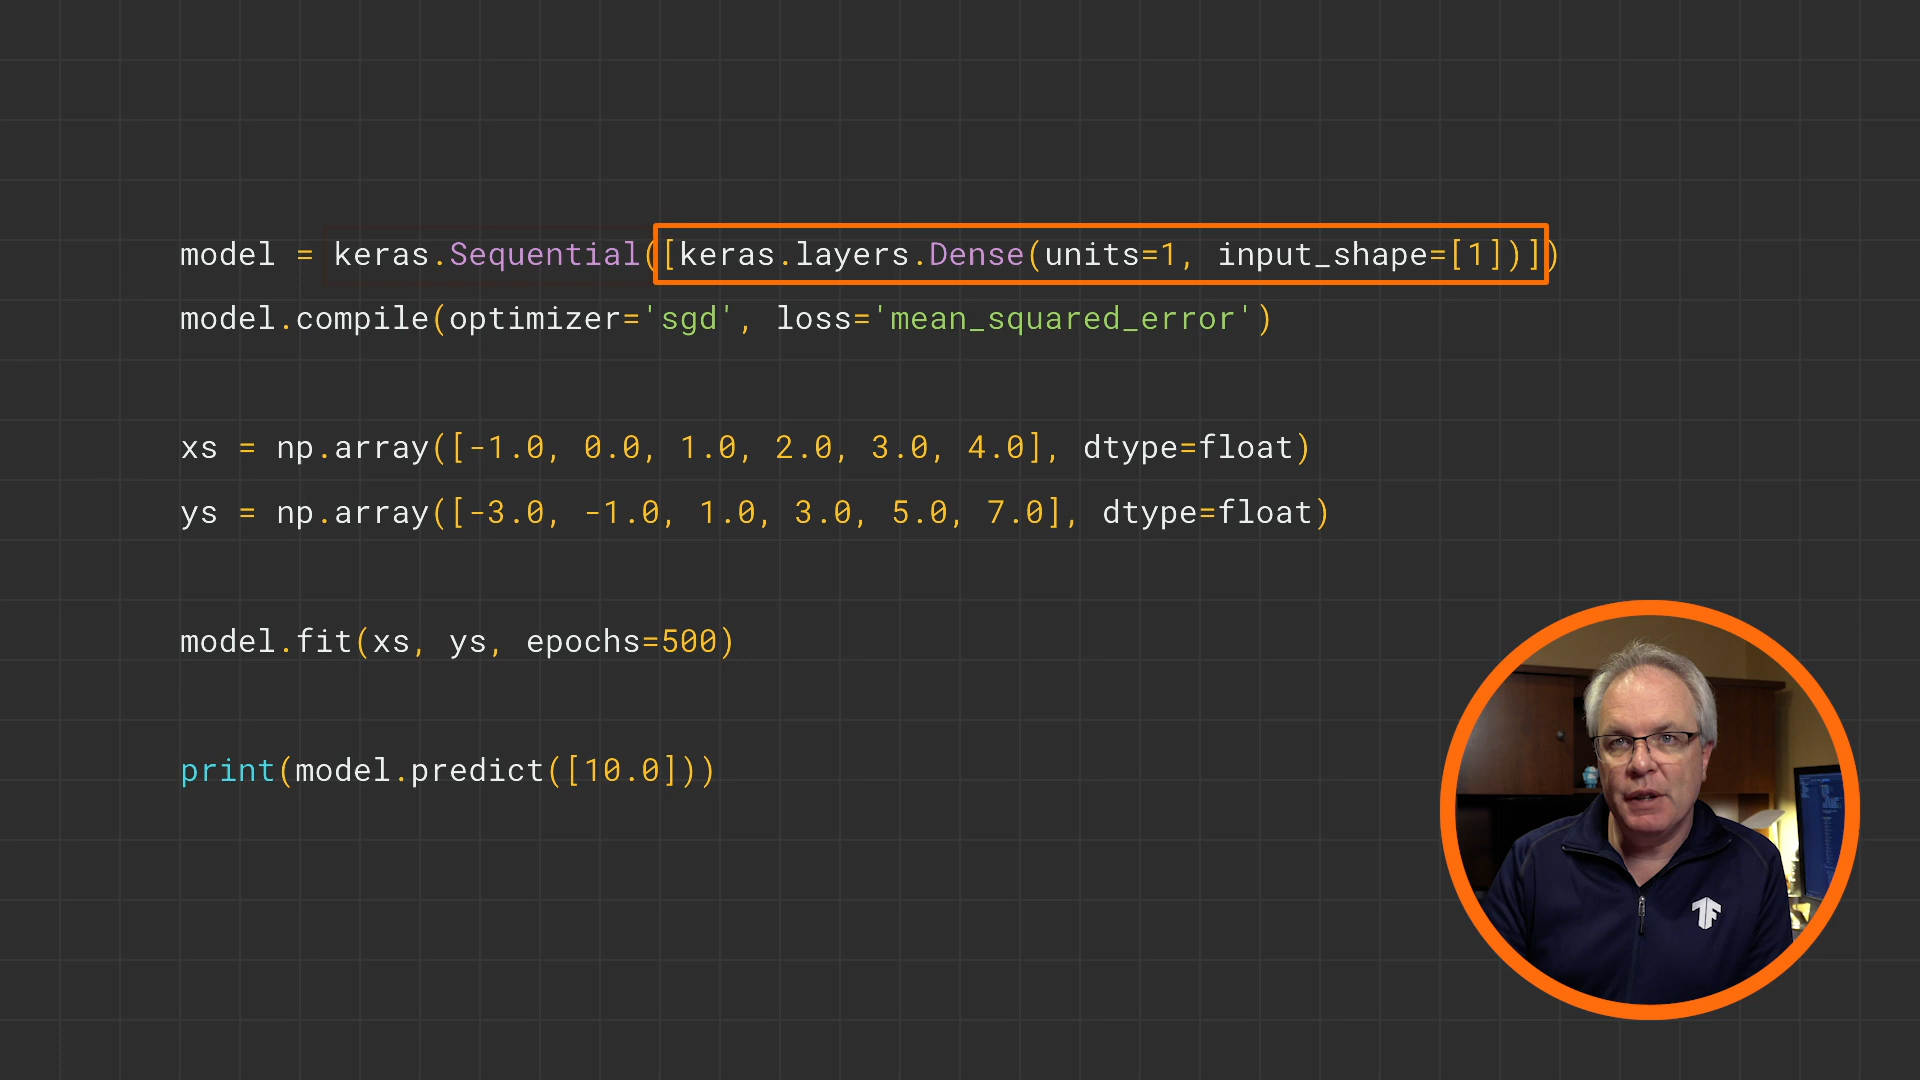 model = keras.Sequential([keras.layers.Dense(units=1, input_shape=[1])])
model.compile(optimizer='sgd', loss='mean_squared_error')
xs = np.array([-1.0, 0.0, 1.0, 2.0, 3.0, 4.0], dtype=float)
ys = np.array([-3.0, -1.0, 1.0, 3.0, 5.0, 7.0], dtype=float)
model.fit(xs, ys, epochs=500)
print(model.predict([10.0]))